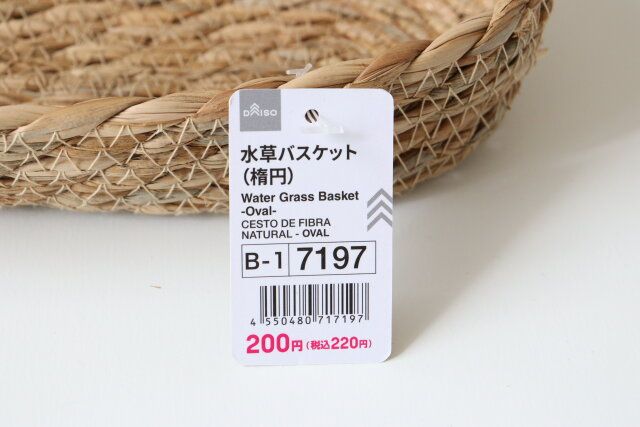 DAISO
水草バスケット
（楕円）
Water Grass Basket
-Oval-
CESTO DE FIBRA
NATURAL - OVAL
B-1 7197
4 550480 717197
200円（税込220円）